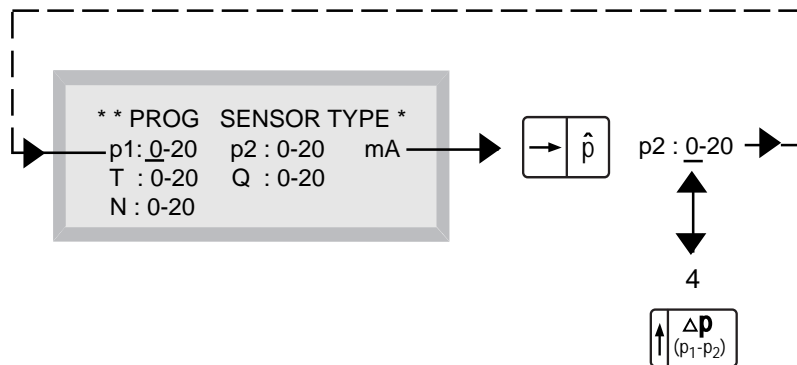 * * PROG SENSOR TYPE *
p1: 0-20 p2 : 0-20 mA
T : 0-20 Q : 0-20
N : 0-20
→ p̂
p2 : 0-20
4
↑ △p
(p₁-p₂)